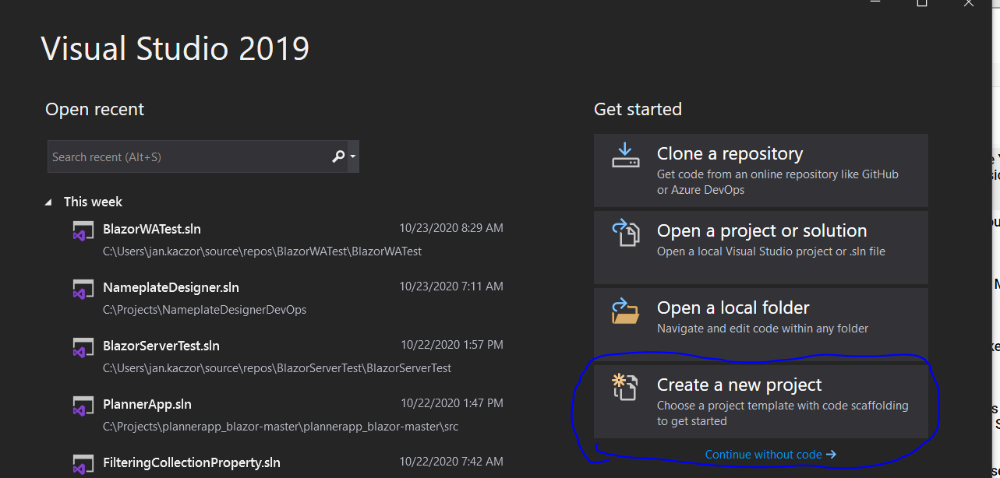 Visual Studio 2019
Open recent
Search recent (Alt+S)
This week
BlazorWATest.sln 10/23/2020 8:29 AM
C:\Users\jan.kaczor\source\repos\BlazorWATest\BlazorWATest
NameplateDesigner.sln 10/23/2020 7:11 AM
C:\Projects\NameplateDesignerDevOps
BlazorServerTest.sln 10/22/2020 1:57 PM
C:\Users\jan.kaczor\source\repos\BlazorServerTest\BlazorServerTest
PlannerApp.sln 10/22/2020 1:47 PM
C:\Projects\plannerapp_blazor-master\plannerapp_blazor-master\src
FilteringCollectionProperty.sln 10/22/2020 7:42 AM
Get started
Clone a repository
Get code from an online repository like GitHub
or Azure DevOps
Open a project or solution
Open a local Visual Studio project or .sln file
Open a local folder
Navigate and edit code within any folder
Create a new project
Choose a project template with code scaffolding
to get started
Continue without code →